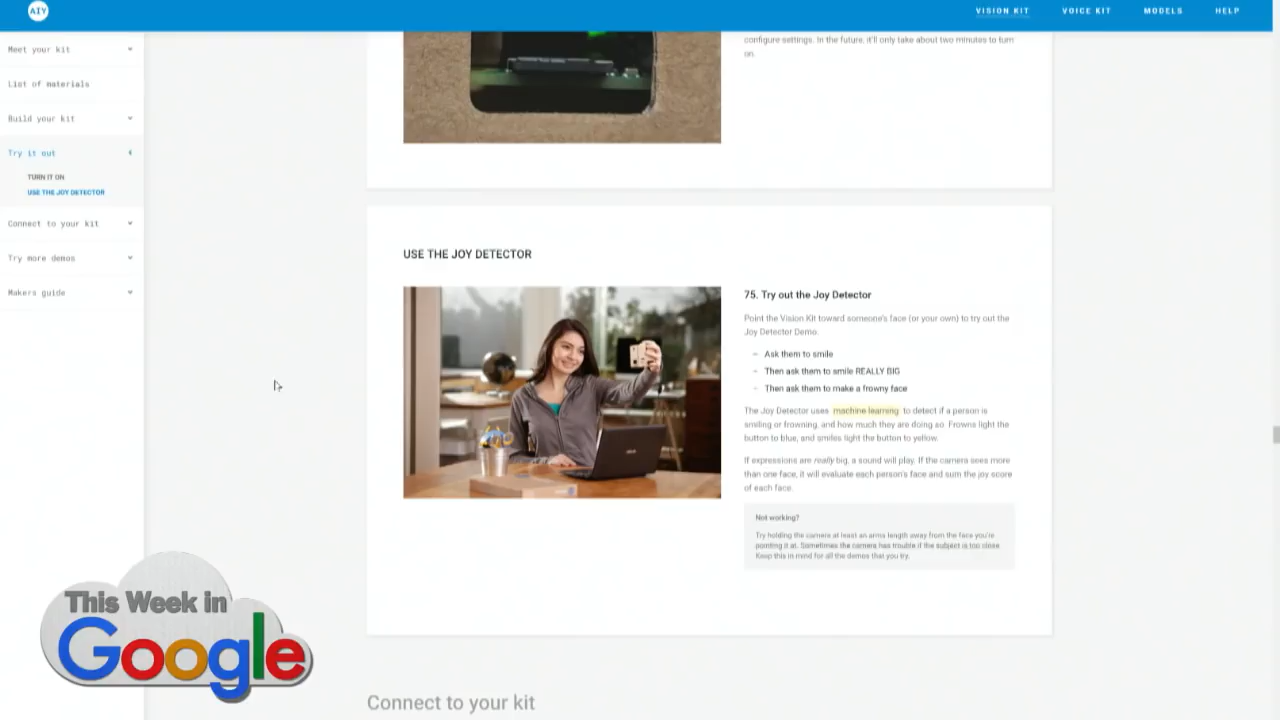 AIY
VISION KIT
VOICE KIT
MODELS
HELP
Meet your kit
List of materials
Build your kit
Try it out
TURN IT ON
USE THE JOY DETECTOR
Connect to your kit
Try more demos
Makers guide
configure settings. In the future, it'll only take about two minutes to turn
on.
USE THE JOY DETECTOR
75. Try out the Joy Detector
Point the Vision Kit toward someone's face (or your own) to try out the
Joy Detector Demo.
Ask them to smile
Then ask them to smile REALLY BIG
Then ask them to make a frowny face
The Joy Detector uses machine learning to detect if a person is
smiling or frowning, and how much they are doing so. Frowns light the
button to blue, and smiles light the button to yellow.
If expressions are really big, a sound will play. If the camera sees more
than one face, it will evaluate each person's face and sum the joy score
of each face.
Not working?
Try holding the camera at least an arms length away from the face you're
pointing it at. Sometimes the camera has trouble if the subject is too close.
Keep this in mind for all the demos that you try.
Connect to your kit
This Week in
Google